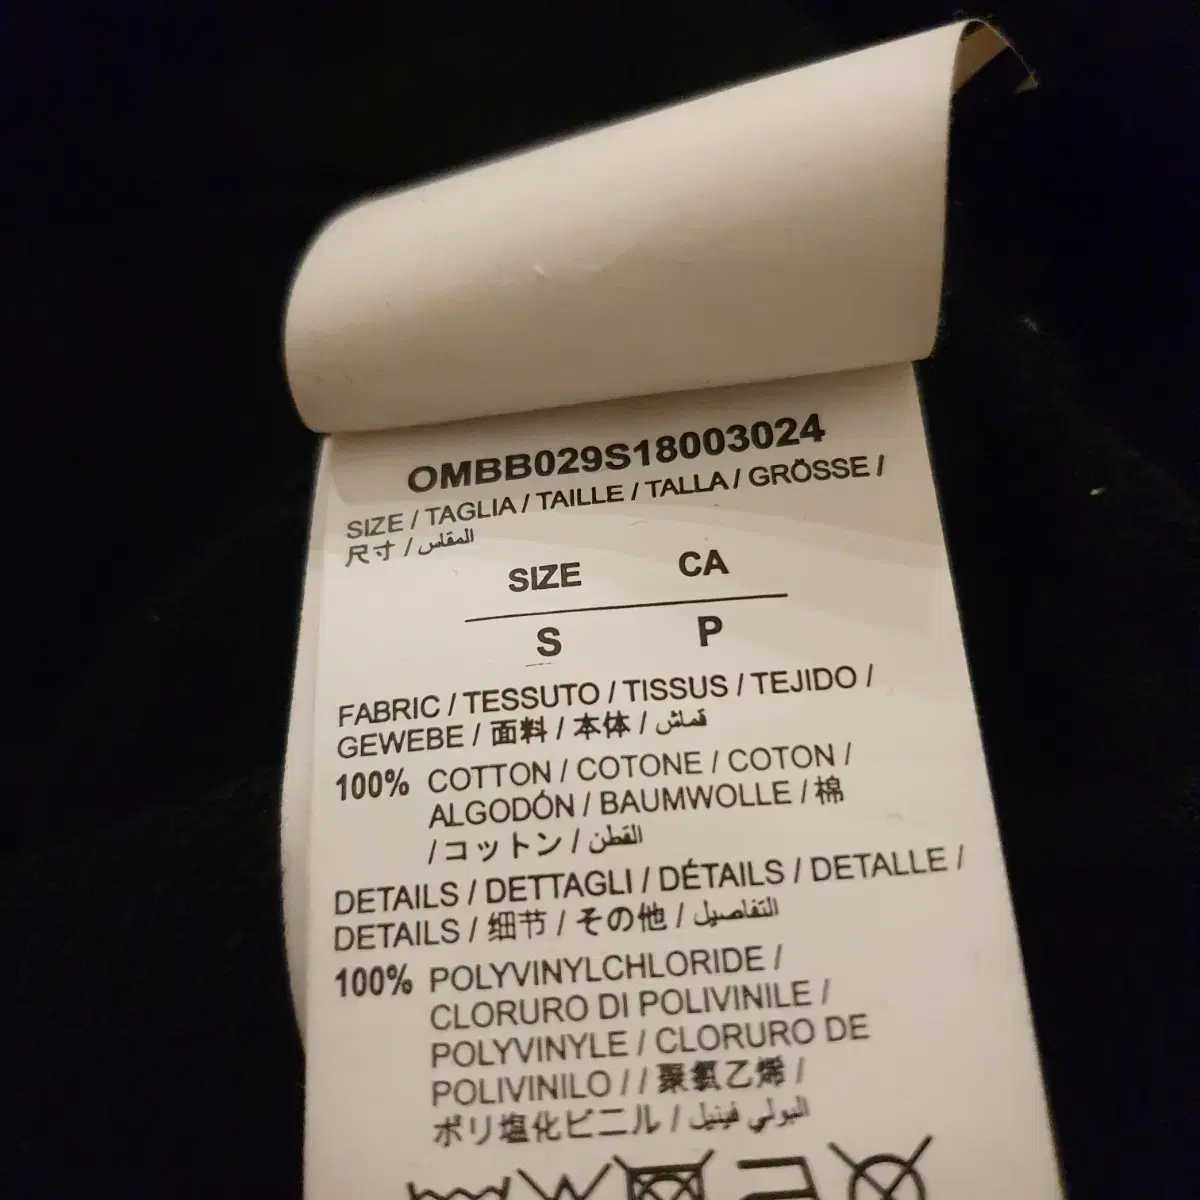 OMBB029S18003024
SIZE / TAGLIA / TAILLE / TALLA / GRÖSSE /
尺寸 / المقاس
SIZE CA
S P
FABRIC / TESSUTO / TISSUS / TEJIDO /
GEWEBE / 面料 / 本体 / قماش
100% COTTON / COTONE / COTON /
ALGODÓN / BAUMWOLLE / 棉
/ コットン / القطن
DETAILS / DETTAGLI / DÉTAILS / DETALLE /
DETAILS / 细节 / その他 / التفاصيل
100% POLYVINYLCHLORIDE /
CLORURO DI POLIVINILE /
POLYVINYLE / CLORURO DE
POLIVINILO / / 聚氯乙烯 /
ポリ塩化ビニル / البولي فينيل